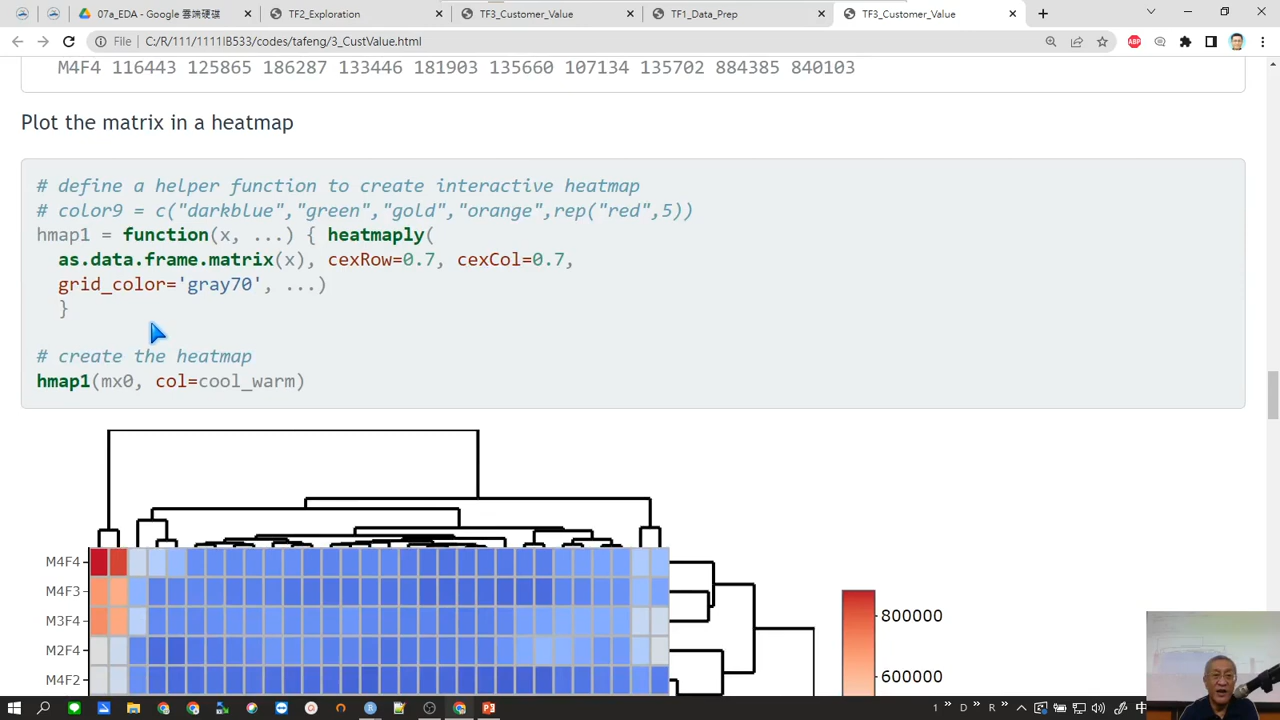 07a_EDA - Google 雲端硬碟
TF2_Exploration
TF3_Customer_Value
TF1_Data_Prep
TF3_Customer_Value
File
C:/R/111/1111IB533/codes/tafeng/3_CustValue.html
ABP
M4F4 116443 125865 186287 133446 181903 135660 107134 135702 884385 840103
Plot the matrix in a heatmap
# define a helper function to create interactive heatmap
# color9 = c("darkblue","green","gold","orange",rep("red",5))
hmap1 = function(x, ...) { heatmaply(
as.data.frame.matrix(x), cexRow=0.7, cexCol=0.7,
grid_color='gray70', ...)
}
# create the heatmap
hmap1(mx0, col=cool_warm)
M4F4
M4F3
M3F4
M2F4
M4F2
800000
600000
1 » D » R » 中